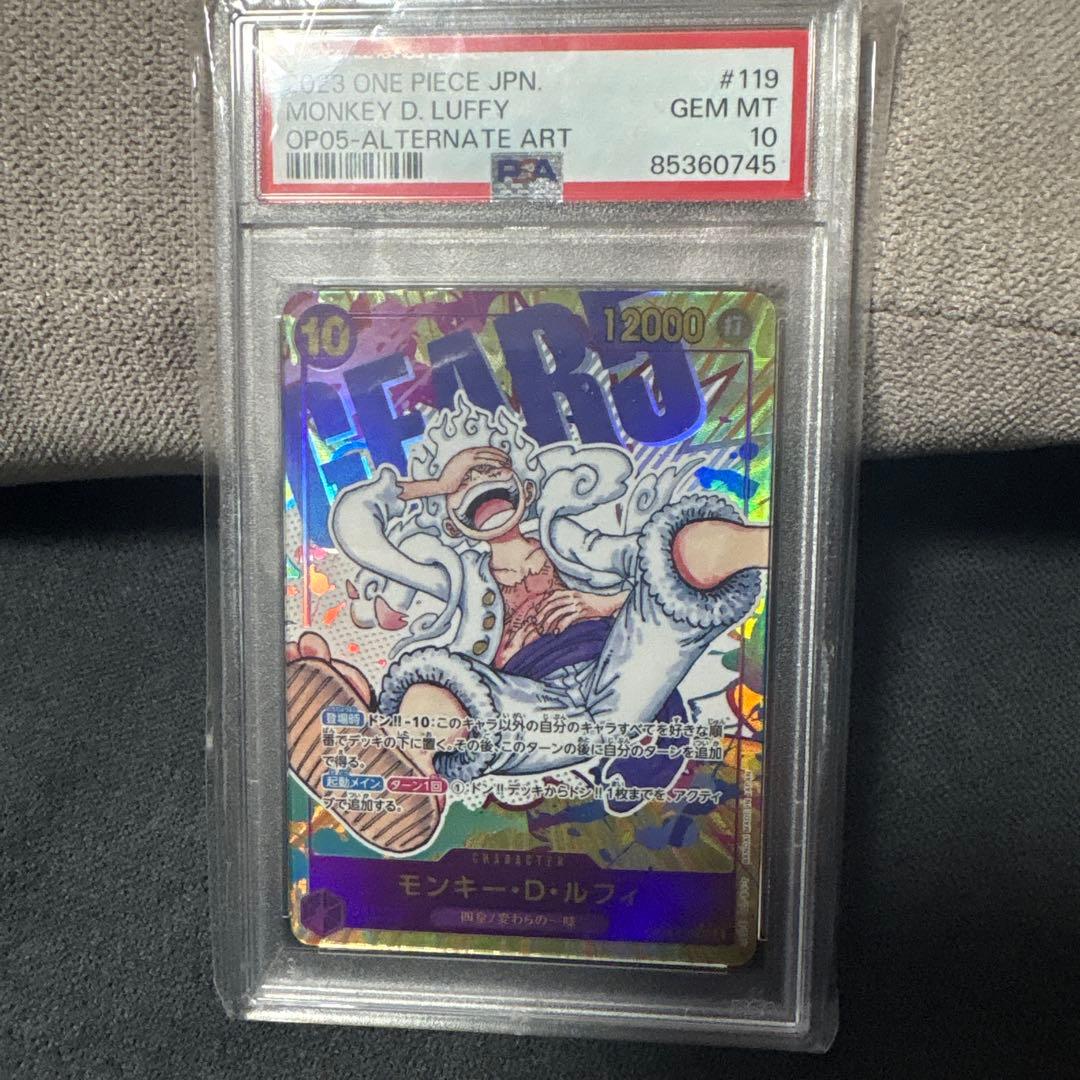 2023 ONE PIECE JPN. #119
MONKEY D. LUFFY GEM MT
OP05-ALTERNATE ART 10
PSA 85360745
10 12000
GEAR5
登場時 ドン!!-10:このキャラ以外の自分のキャラすべてを好きな順
番でデッキの下に置く。その後、このターンの後に自分のターンを追加
で得る。
起動メイン ターン1回 ①:ドン!!デッキからドン!!1枚までを、アクティ
ブで追加する。
CHARACTER
モンキー・D・ルフィ
四皇/麦わらの一味